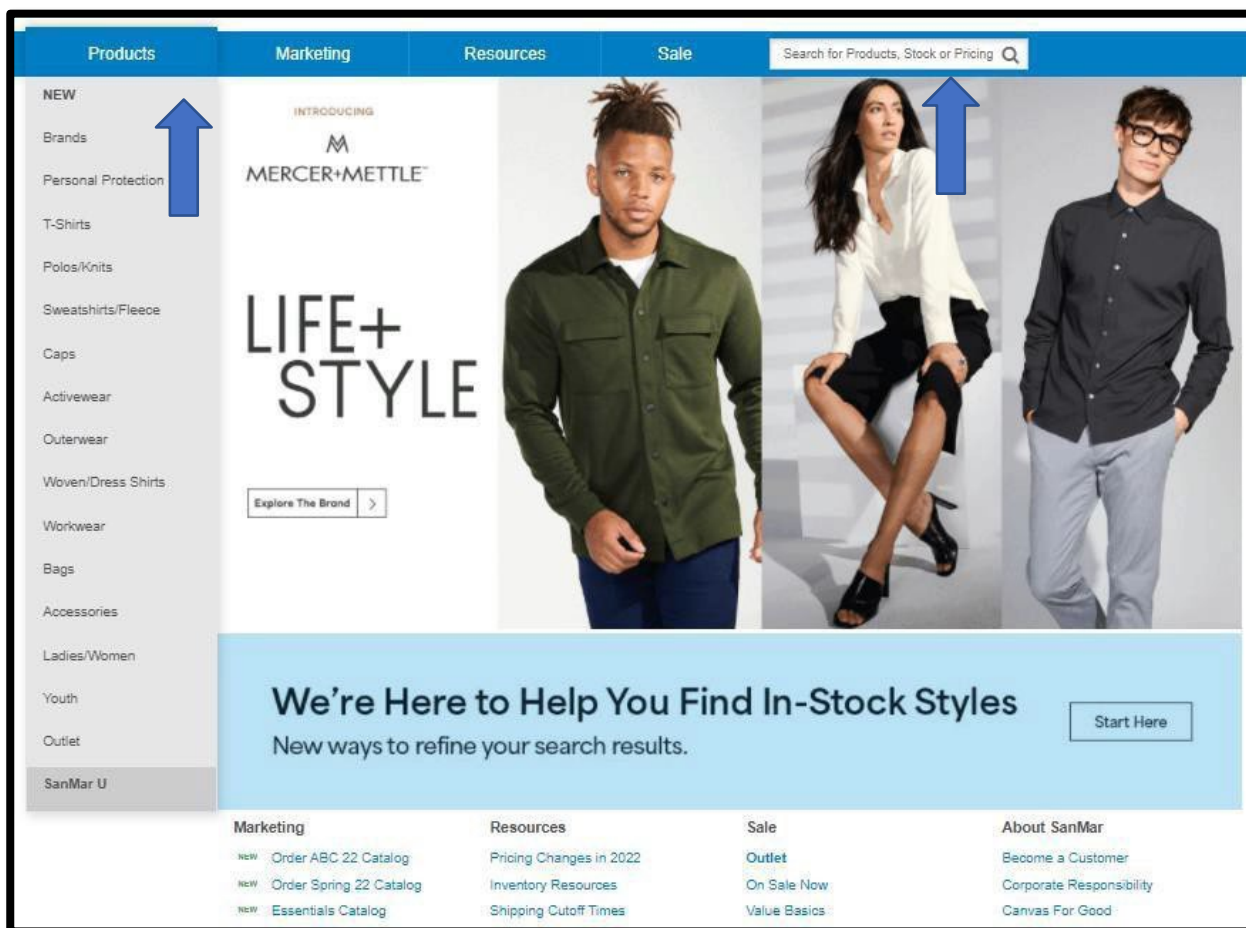 Products Marketing Resources Sale Search for Products, Stock or Pricing
NEW
Brands
Personal Protection
T-Shirts
Polos/Knits
Sweatshirts/Fleece
Caps
Activewear
Outerwear
Woven/Dress Shirts
Workwear
Bags
Accessories
Ladies/Women
Youth
Outlet
SanMar U
INTRODUCING
M
MERCER+METTLE™
LIFE+
STYLE
Explore The Brand >
We're Here to Help You Find In-Stock Styles
New ways to refine your search results.
Start Here
Marketing
NEW Order ABC 22 Catalog
NEW Order Spring 22 Catalog
NEW Essentials Catalog
Resources
Pricing Changes in 2022
Inventory Resources
Shipping Cutoff Times
Sale
Outlet
On Sale Now
Value Basics
About SanMar
Become a Customer
Corporate Responsibility
Canvas For Good